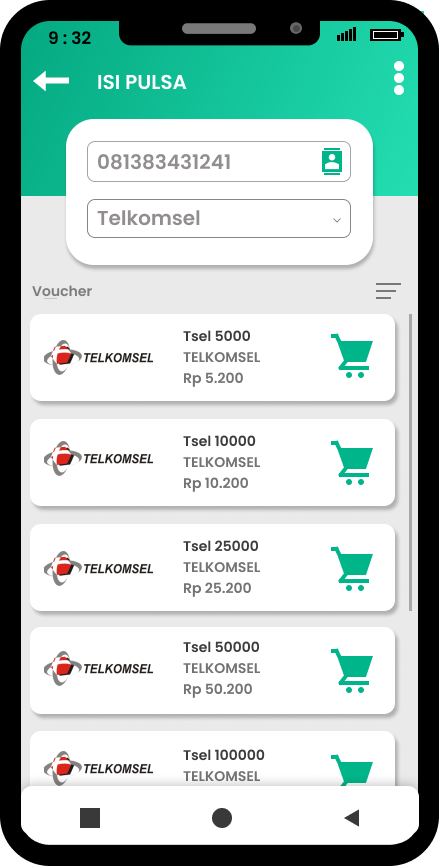 9 : 32
ISI PULSA
081383431241
Telkomsel
Voucher
TELKOMSEL
Tsel 5000
TELKOMSEL
Rp 5.200
TELKOMSEL
Tsel 10000
TELKOMSEL
Rp 10.200
TELKOMSEL
Tsel 25000
TELKOMSEL
Rp 25.200
TELKOMSEL
Tsel 50000
TELKOMSEL
Rp 50.200
TELKOMSEL
Tsel 100000
TELKOMSEL